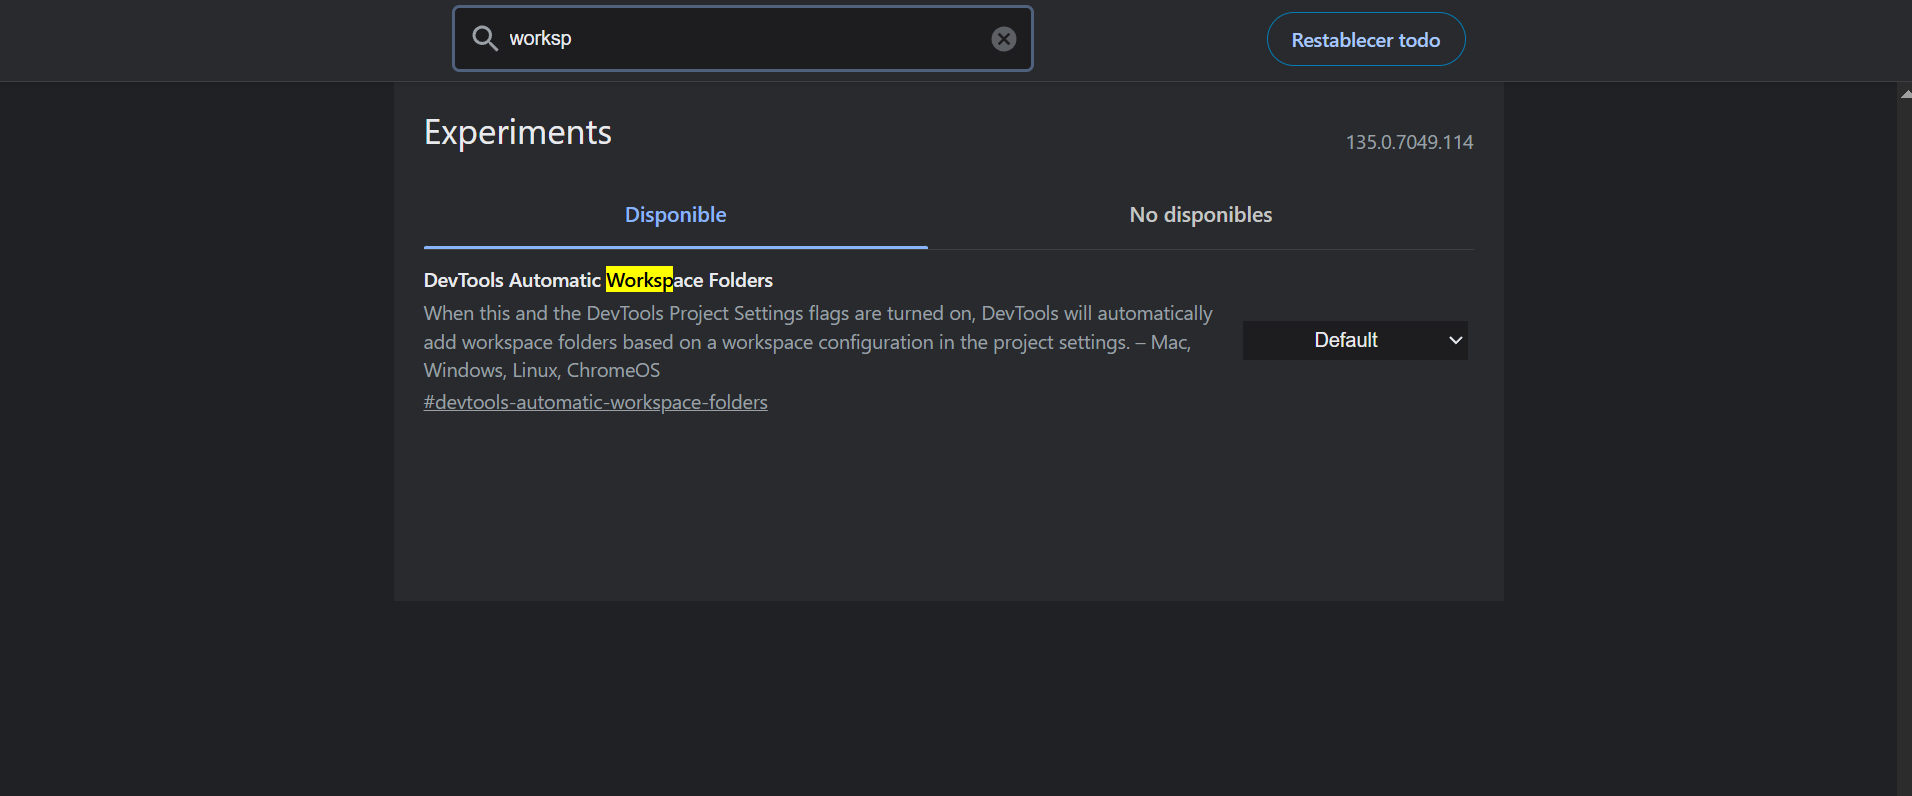 worksp
Restablecer todo
Experiments
135.0.7049.114
Disponible
No disponibles
DevTools Automatic Workspace Folders
When this and the DevTools Project Settings flags are turned on, DevTools will automatically
add workspace folders based on a workspace configuration in the project settings. – Mac,
Windows, Linux, ChromeOS
Default
#devtools-automatic-workspace-folders